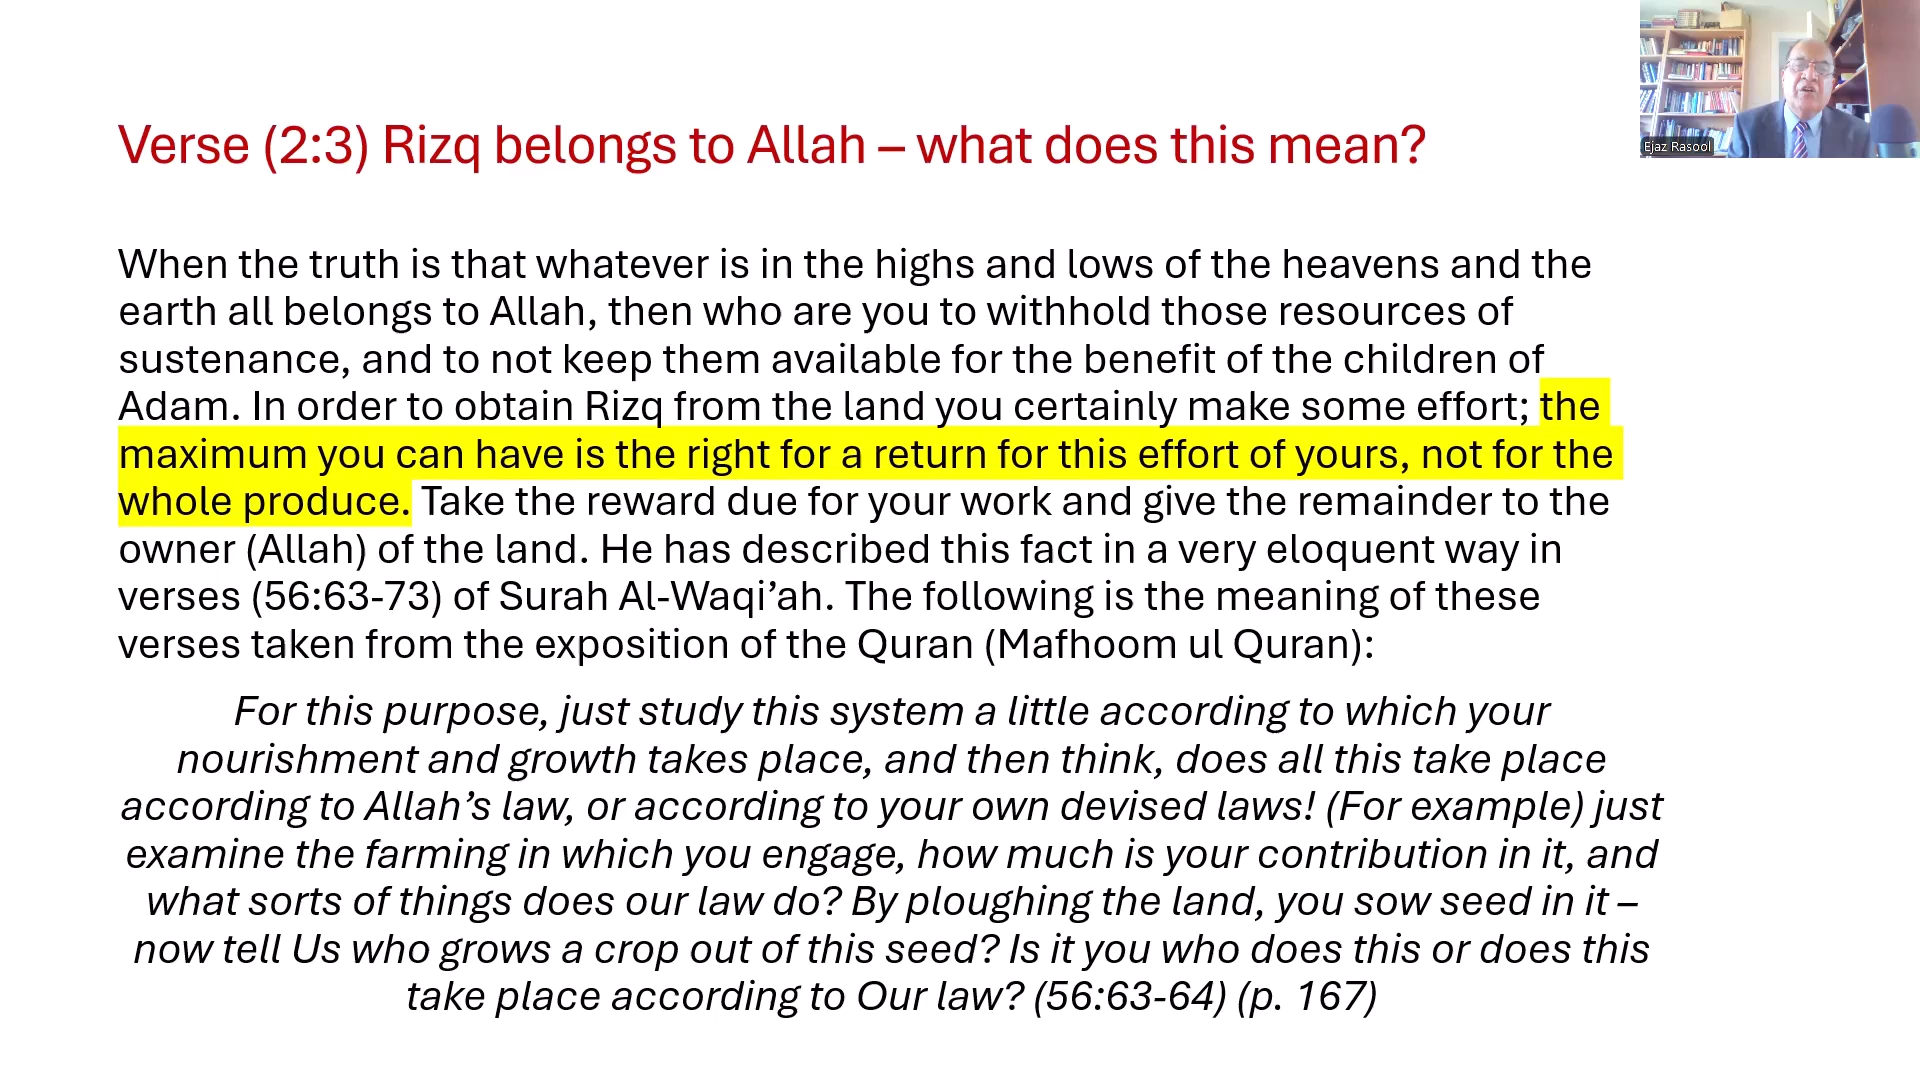 Ejaz Rasool
Verse (2:3) Rizq belongs to Allah – what does this mean?
When the truth is that whatever is in the highs and lows of the heavens and the
earth all belongs to Allah, then who are you to withhold those resources of
sustenance, and to not keep them available for the benefit of the children of
Adam. In order to obtain Rizq from the land you certainly make some effort; the
maximum you can have is the right for a return for this effort of yours, not for the
whole produce. Take the reward due for your work and give the remainder to the
owner (Allah) of the land. He has described this fact in a very eloquent way in
verses (56:63-73) of Surah Al-Waqi’ah. The following is the meaning of these
verses taken from the exposition of the Quran (Mafhoom ul Quran):
For this purpose, just study this system a little according to which your
nourishment and growth takes place, and then think, does all this take place
according to Allah’s law, or according to your own devised laws! (For example) just
examine the farming in which you engage, how much is your contribution in it, and
what sorts of things does our law do? By ploughing the land, you sow seed in it –
now tell Us who grows a crop out of this seed? Is it you who does this or does this
take place according to Our law? (56:63-64) (p. 167)